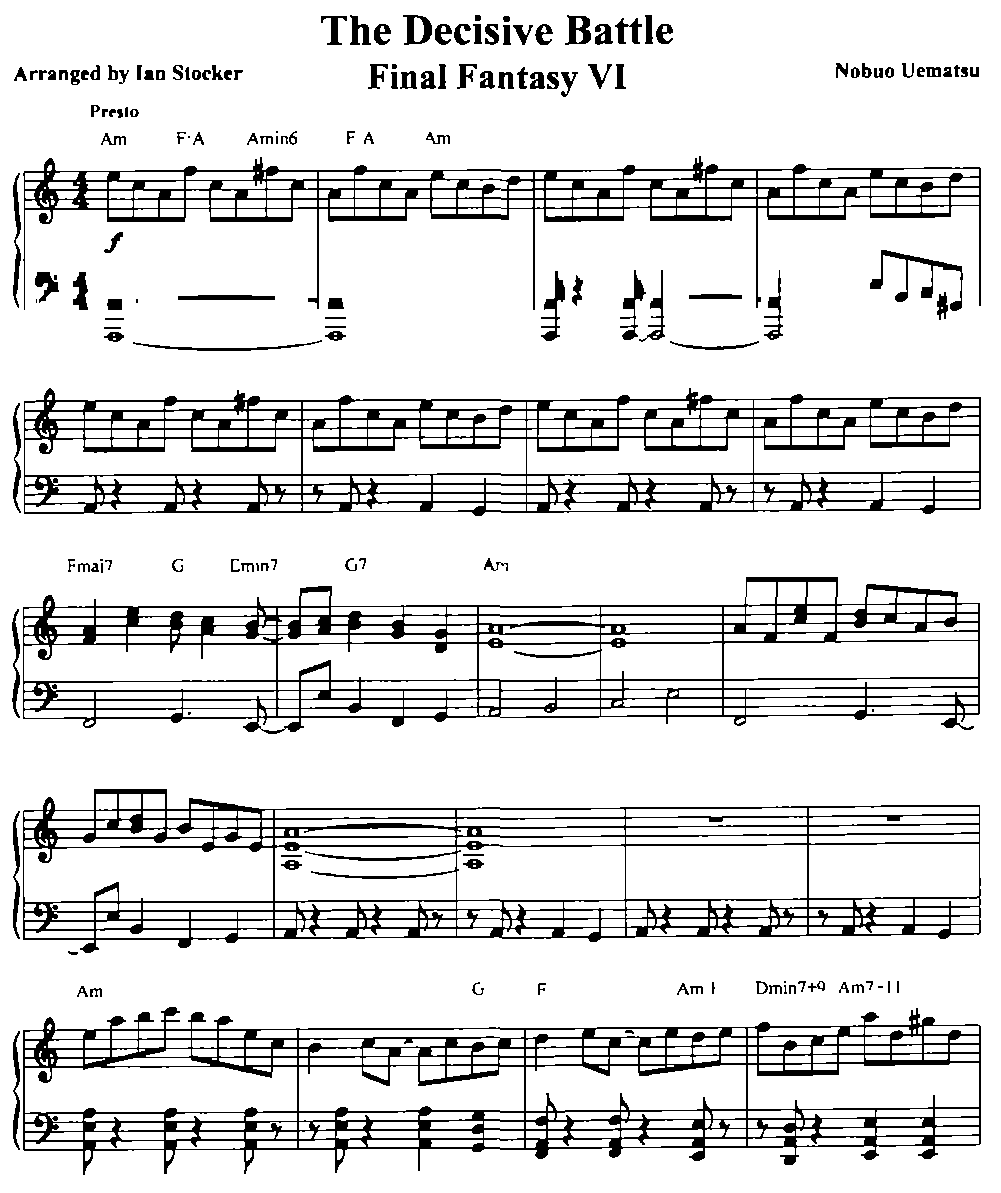 The Decisive Battle
Arranged by Ian Stocker Final Fantasy VI Nobuo Uematsu
Presto
Am F·A Amin6 F A Am
f
Fmaj7 G Emin7 G7 Am
Am G F Am Dmin7+9 Am7-11